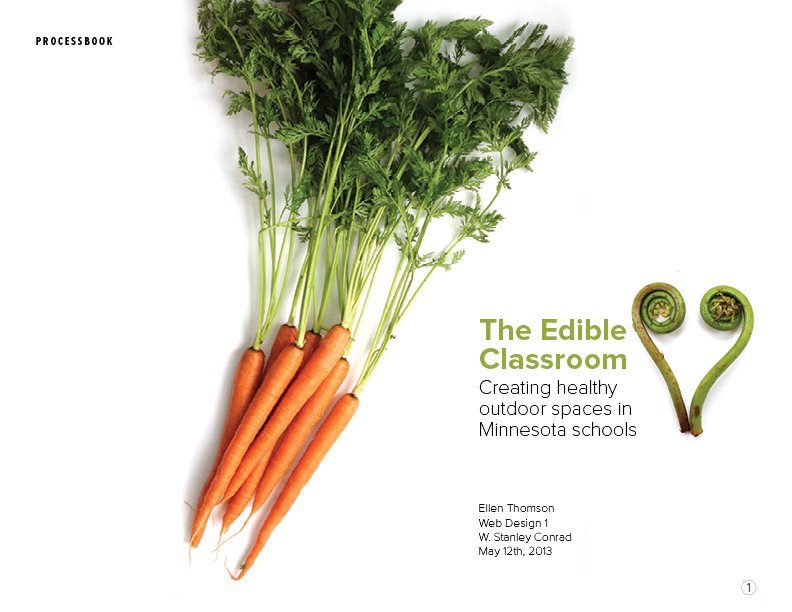 PROCESSBOOK
The Edible
Classroom
Creating healthy
outdoor spaces in
Minnesota schools
Ellen Thomson
Web Design 1
W. Stanley Conrad
May 12th, 2013
1